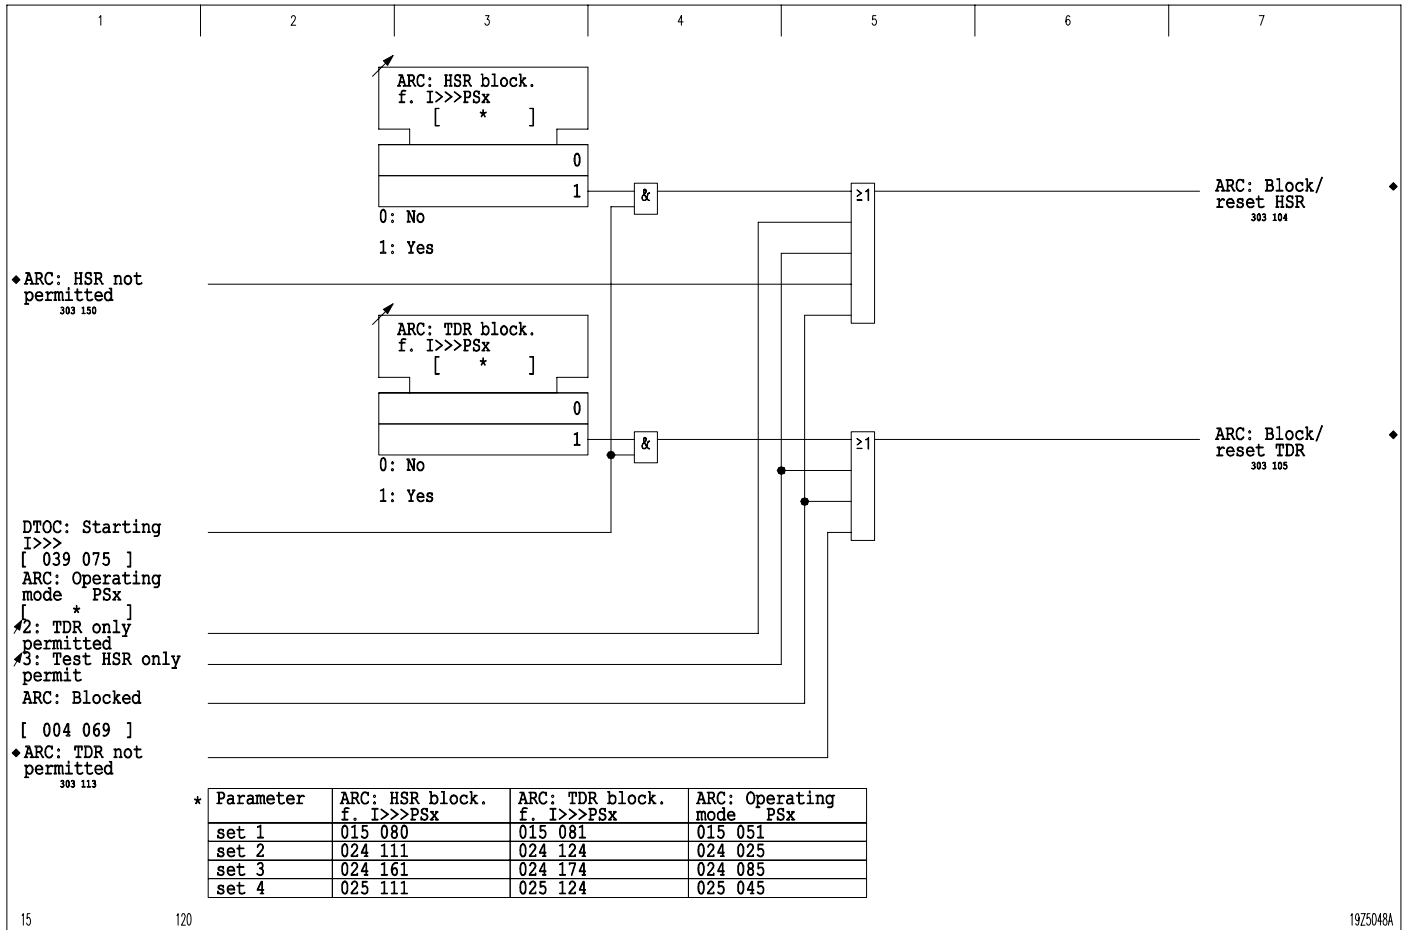 1 2 3 4 5 6 7
ARC: HSR block.
f. I>>>PSx
[ * ]
0
1
&
≥1
ARC: Block/
reset HSR
303 104
0: No
1: Yes
ARC: HSR not
permitted
303 150
ARC: TDR block.
f. I>>>PSx
[ * ]
0
1
&
≥1
ARC: Block/
reset TDR
303 105
0: No
1: Yes
DTOC: Starting
I>>>
[ 039 075 ]
ARC: Operating
mode PSx
[ * ]
2: TDR only
permitted
3: Test HSR only
permit
ARC: Blocked
[ 004 069 ]
ARC: TDR not
permitted
303 113
* Parameter ARC: HSR block. ARC: TDR block. ARC: Operating
f. I>>>PSx f. I>>>PSx mode PSx
set 1 015 080 015 081 015 051
set 2 024 111 024 124 024 025
set 3 024 161 024 174 024 085
set 4 025 111 025 124 025 045
15 120 19Z5048A